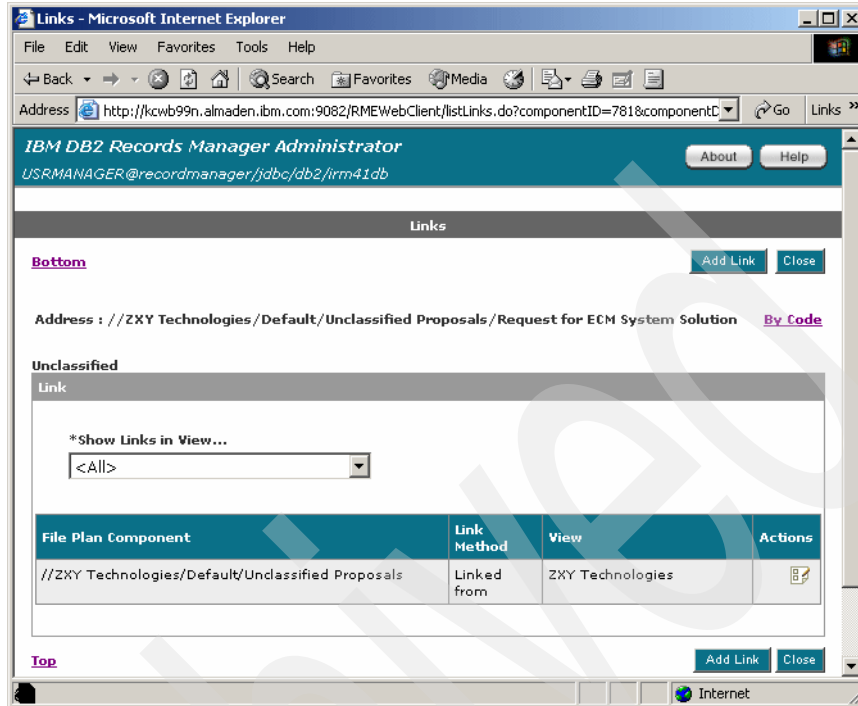 Links - Microsoft Internet Explorer
File Edit View Favorites Tools Help
Back Search Favorites Media
Address http://kcwb99n.almaden.ibm.com:9082/RMEWebClient/listLinks.do?componentID=781&componentD Go Links »
IBM DB2 Records Manager Administrator
About Help
USRMANAGER@recordmanager/jdbc/db2/irm41db
Links
Bottom Add Link Close
Address : //ZXY Technologies/Default/Unclassified Proposals/Request for ECM System Solution By Code
Unclassified
Link
*Show Links in View...
<All>
File Plan Component Link Method View Actions
//ZXY Technologies/Default/Unclassified Proposals Linked from ZXY Technologies
Top Add Link Close
Internet